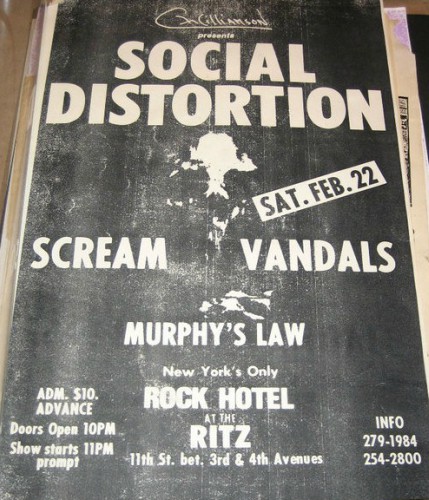 presents
SOCIAL
DISTORTION
SAT. FEB. 22
SCREAM VANDALS
MURPHY'S LAW
New York's Only
ROCK HOTEL
AT THE
RITZ
11th St. bet. 3rd & 4th Avenues
ADM. $10.
ADVANCE
Doors Open 10PM
Show starts 11PM
prompt
INFO
279-1984
254-2800